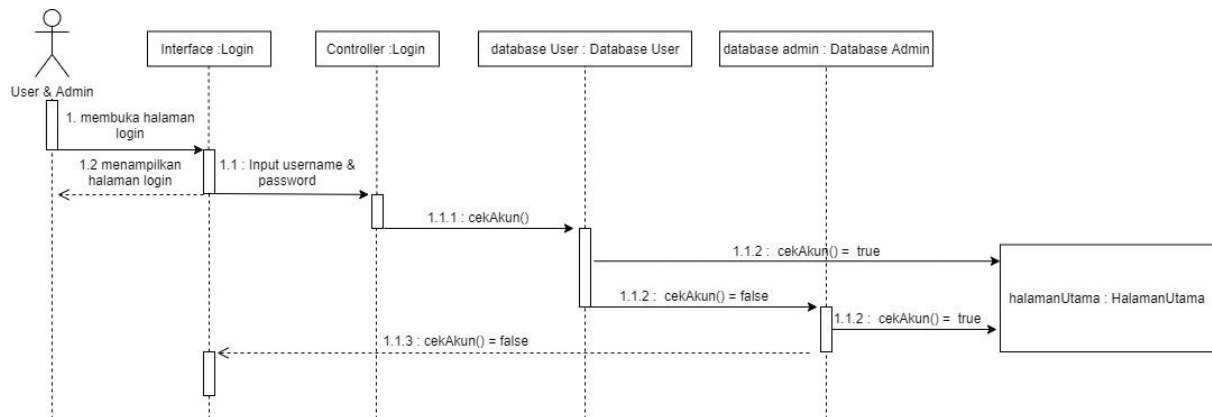 Interface :Login
Controller :Login
database User : Database User
database admin : Database Admin
User & Admin
1. membuka halaman
login
1.2 menampilkan
halaman login
1.1 : Input username &
password
1.1.1 : cekAkun()
1.1.2 : cekAkun() = true
1.1.2 : cekAkun() = false
halamanUtama : HalamanUtama
1.1.2 : cekAkun() = true
1.1.3 : cekAkun() = false